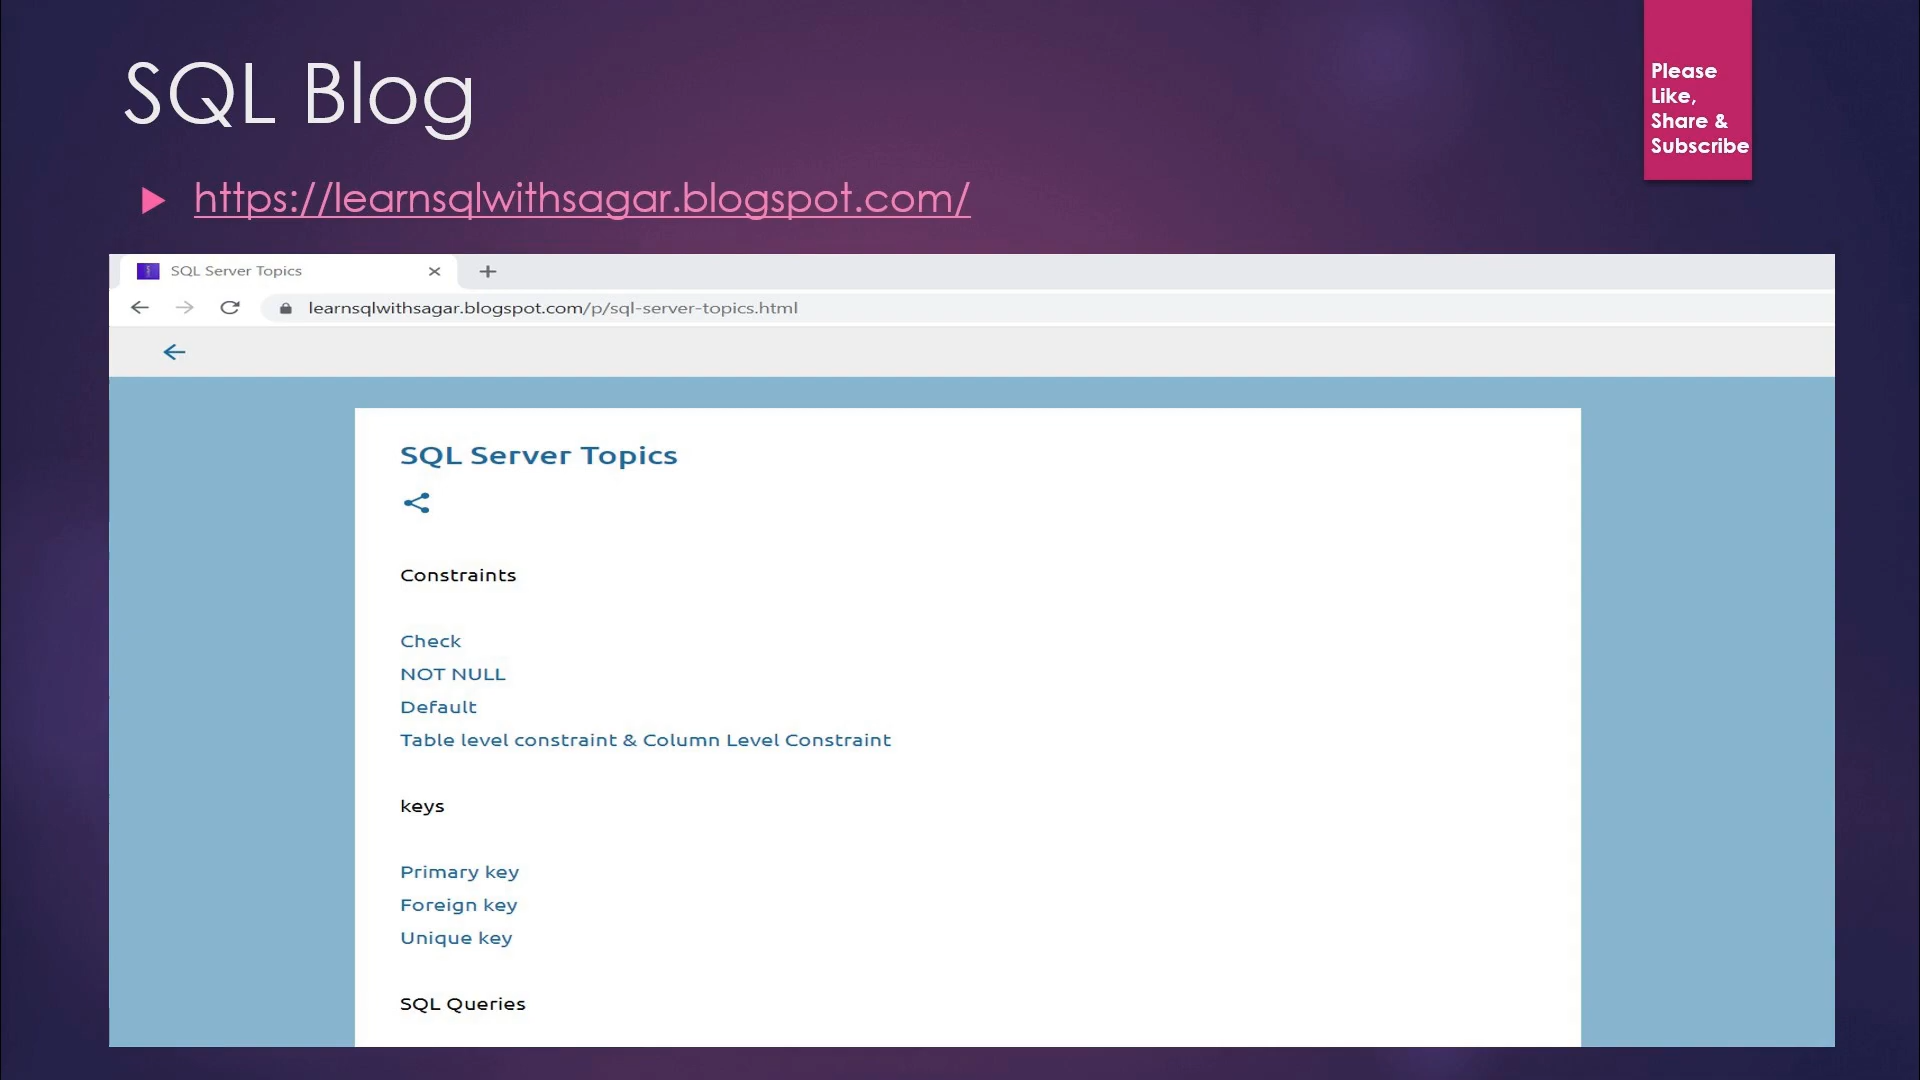 SQL Blog
Please
Like,
Share &
Subscribe
https://learnsqlwithsagar.blogspot.com/
SQL Server Topics
learnsqlwithsagar.blogspot.com/p/sql-server-topics.html
SQL Server Topics
Constraints
Check
NOT NULL
Default
Table level constraint & Column Level Constraint
keys
Primary key
Foreign key
Unique key
SQL Queries